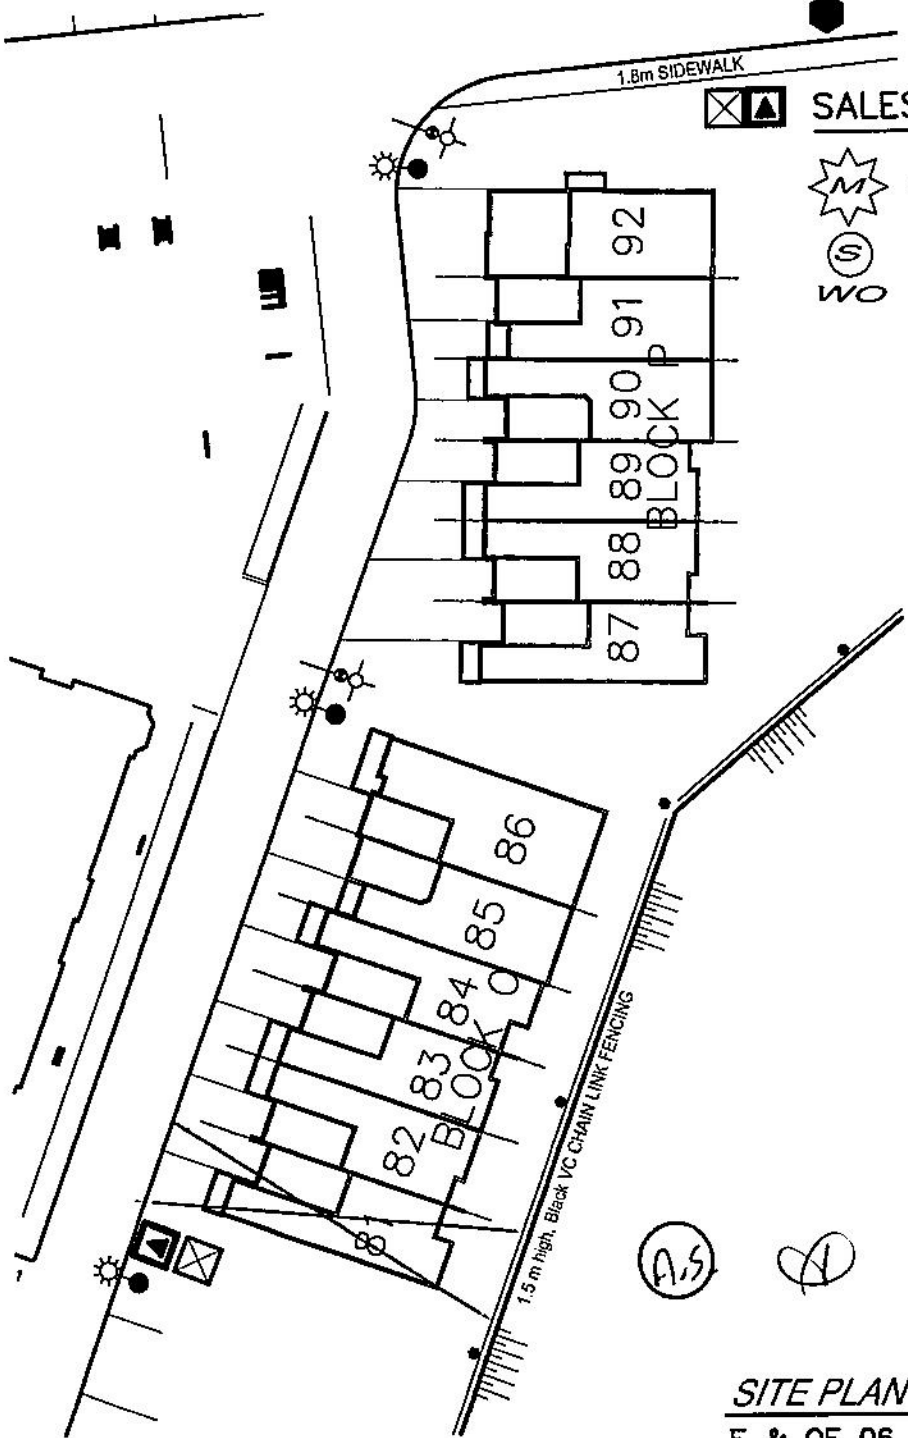 1.8m SIDEWALK
SALES
M
S
WO
92
91
90
89
88
87
BLOCK P
86
85
84
83
82
81
BLOCK O
1.5 m high, Black VC CHAIN LINK FENCING
A.S.
SITE PLAN